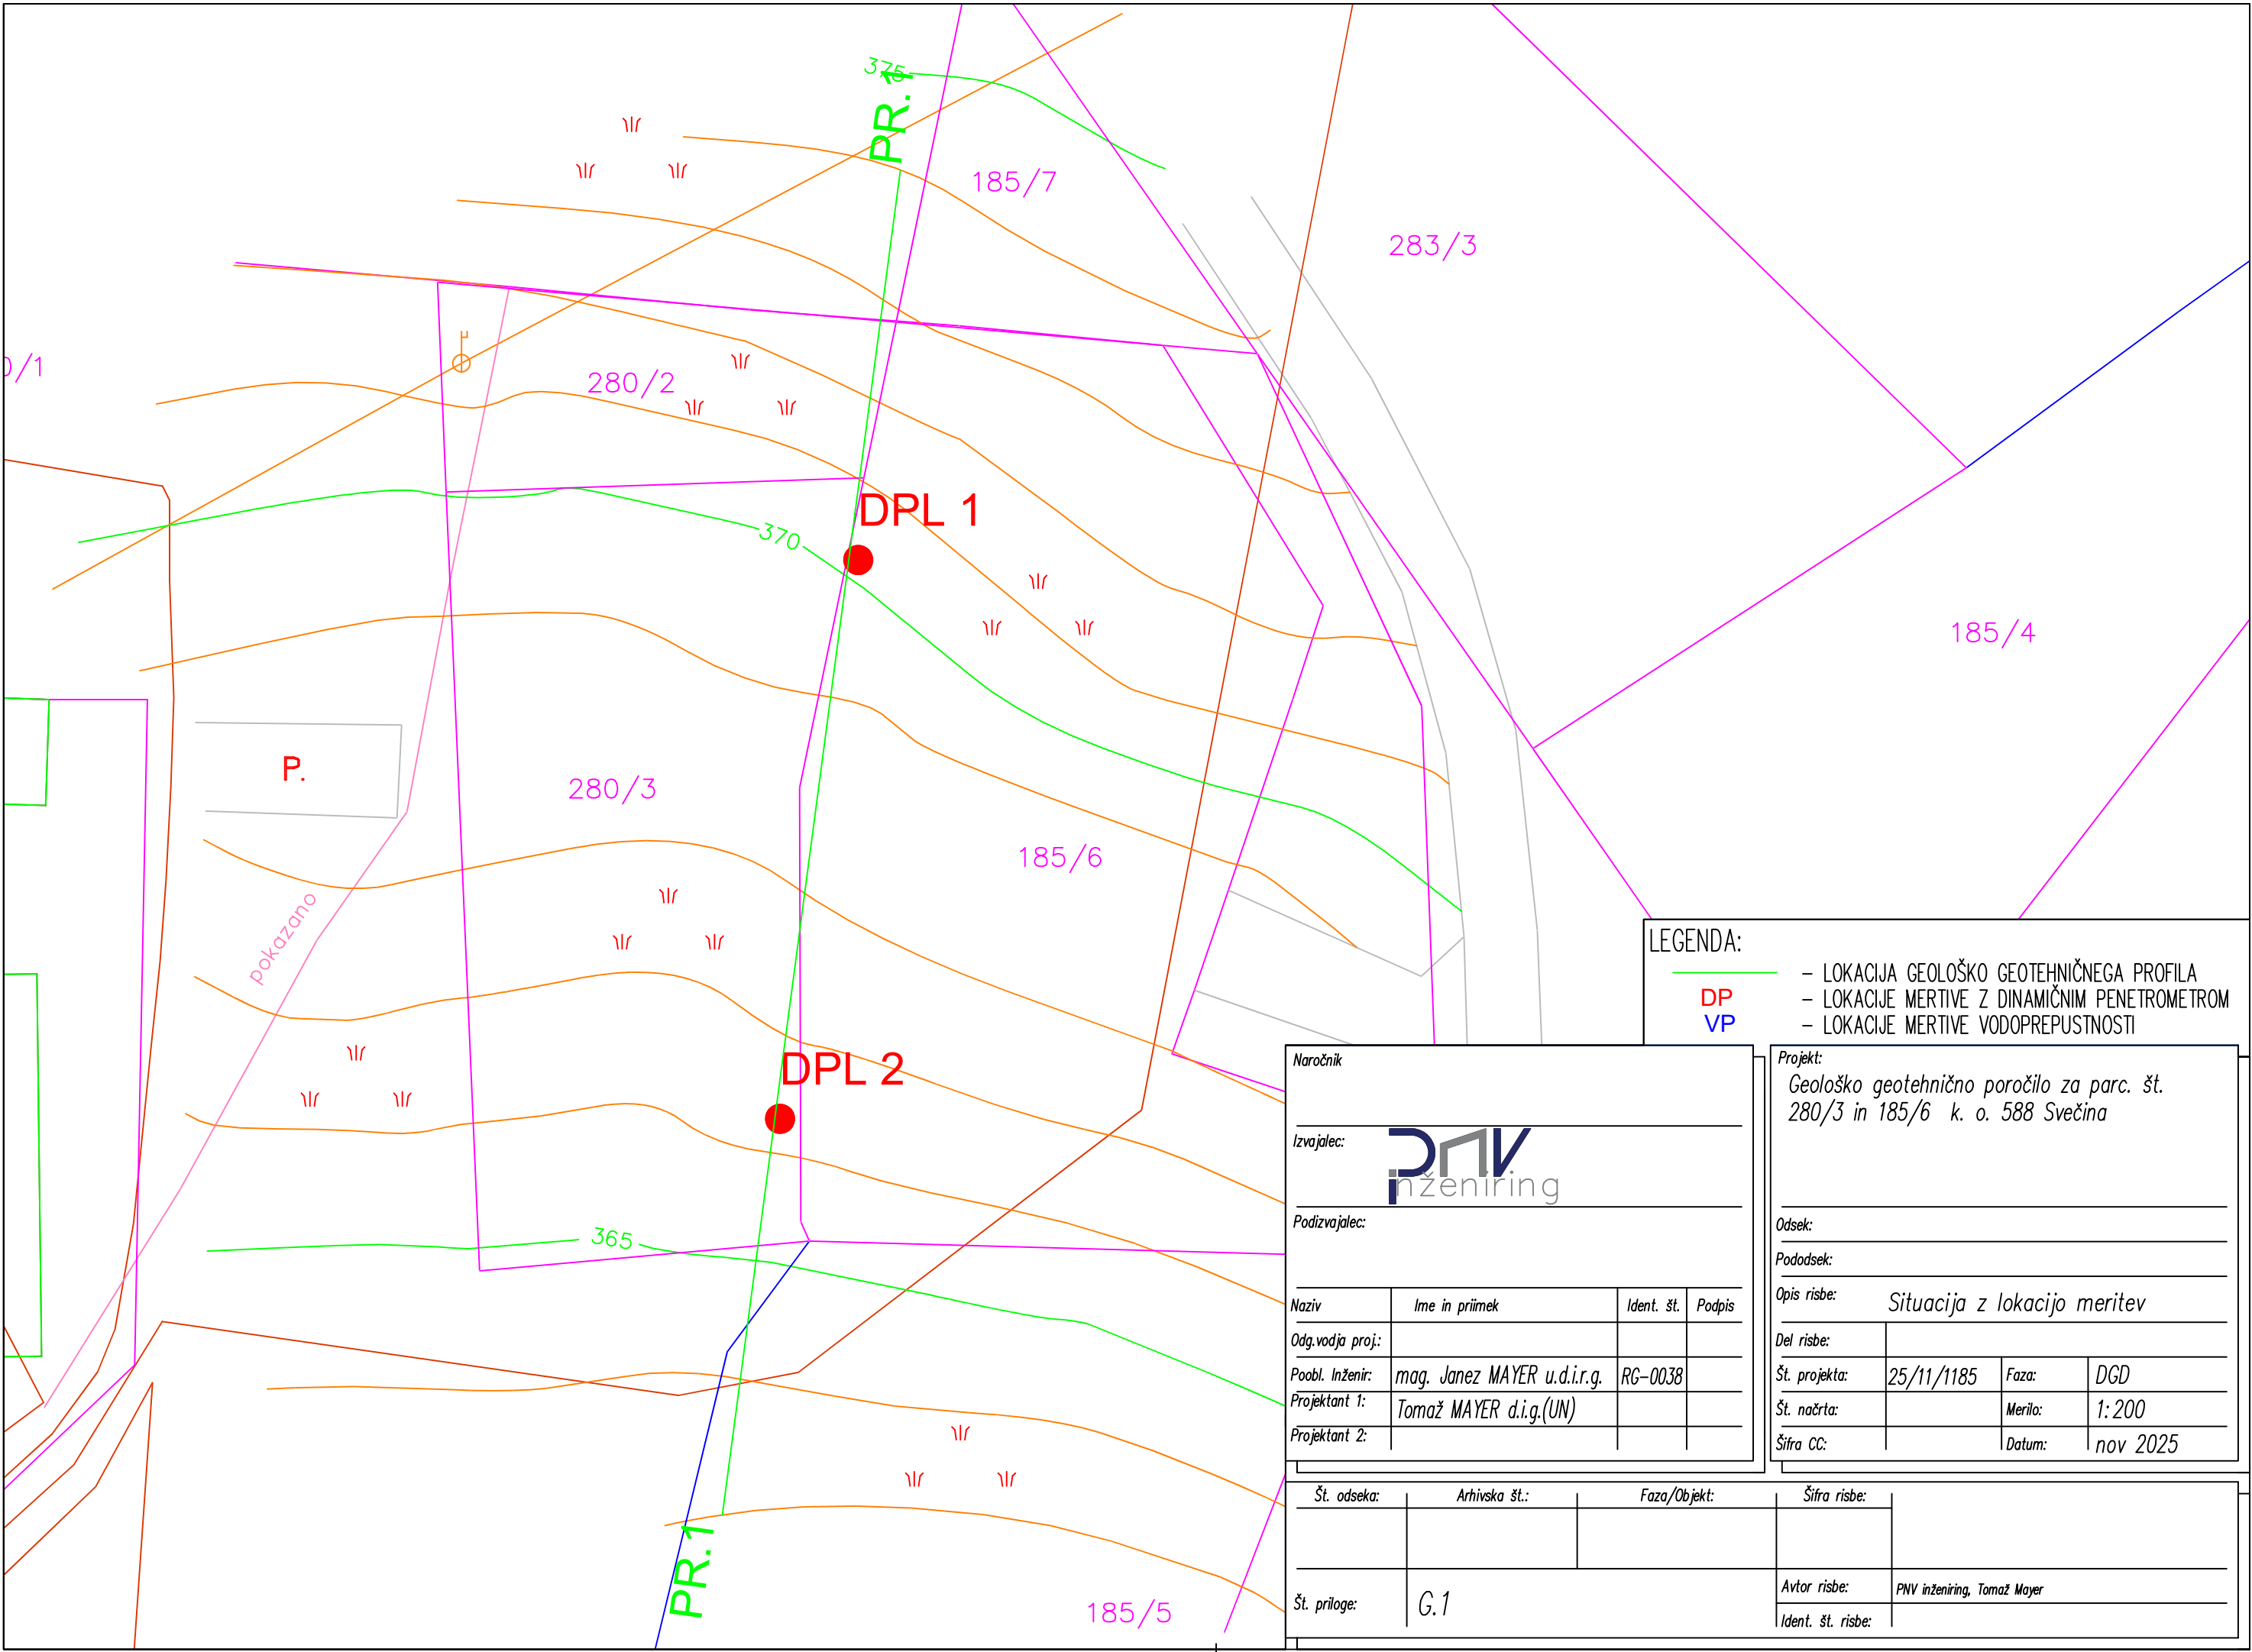 375
PR.1
185/7
283/3
0/1
280/2
DPL 1
370
185/4
P.
280/3
185/6
pokazano
DPL 2
365
PR.1
185/5
LEGENDA:
– LOKACIJA GEOLOŠKO GEOTEHNIČNEGA PROFILA
DP – LOKACIJE MERTIVE Z DINAMIČNIM PENETROMETROM
VP – LOKACIJE MERTIVE VODOPREPUSTNOSTI
Naročnik
Izvajalec:
PNV
inženiring
Podizvajalec:
Naziv Ime in priimek Ident. št. Podpis
Odg.vodja proj.:
Poobl. Inženir: mag. Janez MAYER u.d.i.r.g. RG-0038
Projektant 1: Tomaž MAYER d.i.g.(UN)
Projektant 2:
Projekt:
Geološko geotehnično poročilo za parc. št.
280/3 in 185/6 k. o. 588 Svečina
Odsek:
Pododsek:
Opis risbe: Situacija z lokacijo meritev
Del risbe:
Št. projekta: 25/11/1185 Faza: DGD
Št. načrta: Merilo: 1:200
Šifra CC: Datum: nov 2025
Št. odseka: Arhivska št.: Faza/Objekt: Šifra risbe:
Št. priloge: G.1
Avtor risbe: PNV inženiring, Tomaž Mayer
Ident. št. risbe: